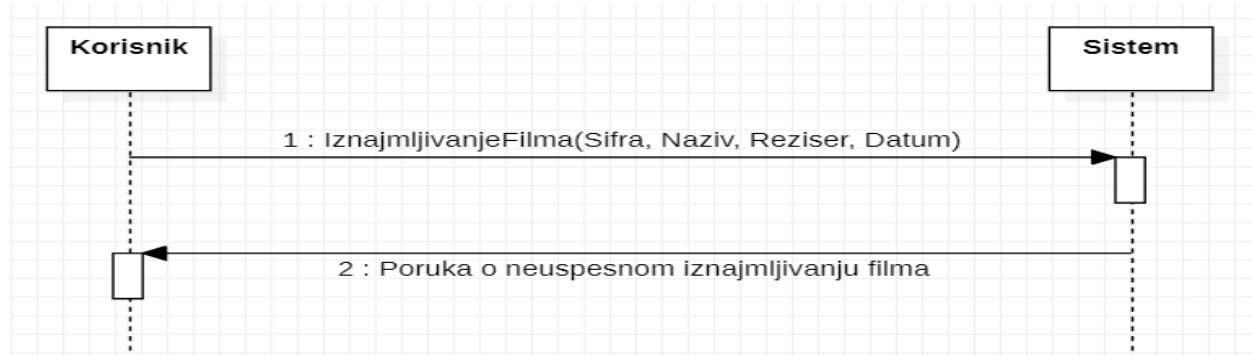 Korisnik
Sistem
1 : IznajmljivanjeFilma(Sifra, Naziv, Reziser, Datum)
2 : Poruka o neuspesnom iznajmljivanju filma